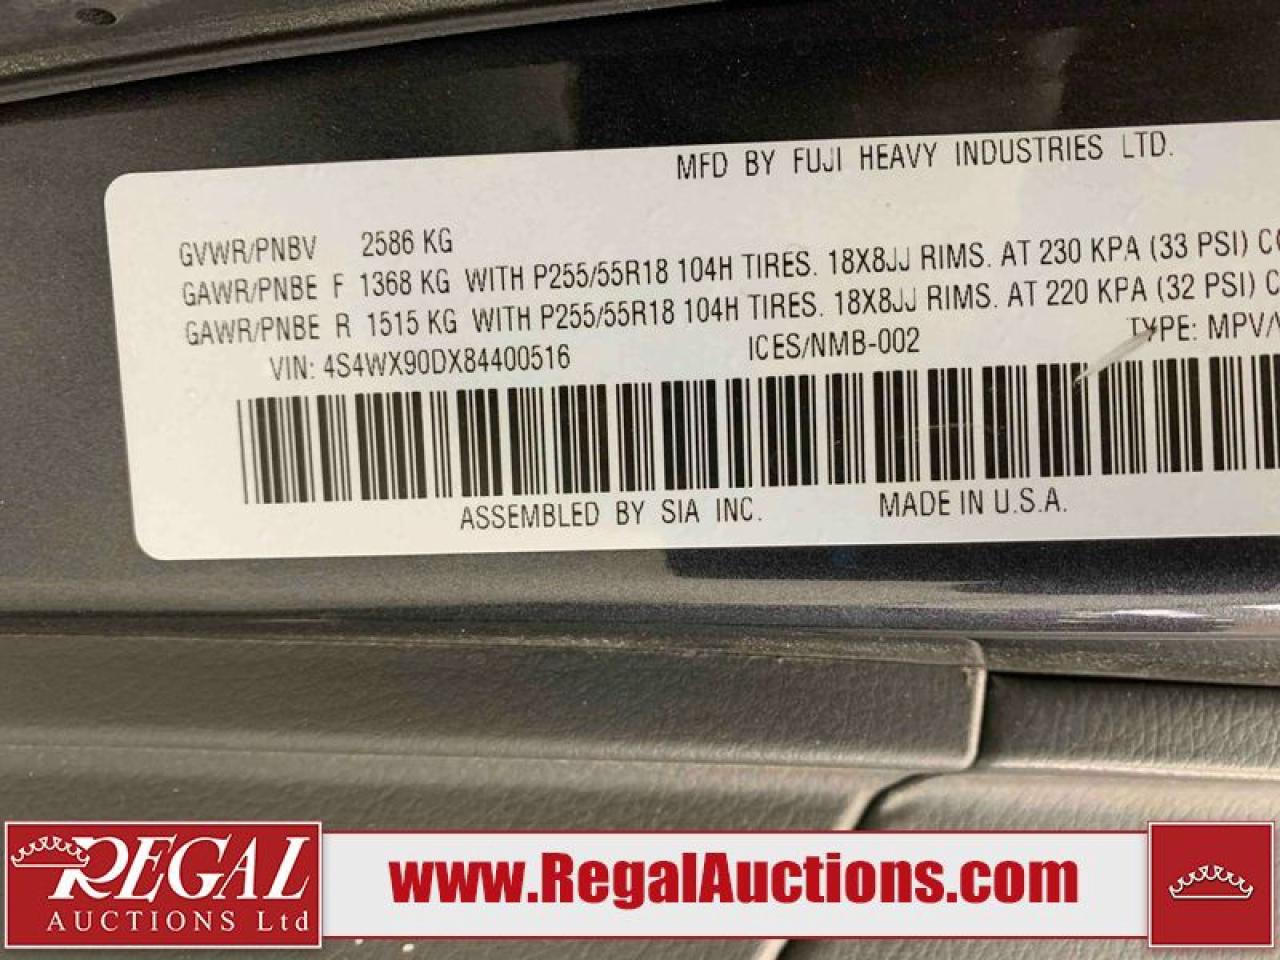 MFD BY FUJI HEAVY INDUSTRIES LTD.
GVWR/PNBV 2586 KG
GAWR/PNBE F 1368 KG WITH P255/55R18 104H TIRES. 18X8JJ RIMS. AT 230 KPA (33 PSI)
GAWR/PNBE R 1515 KG WITH P255/55R18 104H TIRES. 18X8JJ RIMS. AT 220 KPA (32 PSI)
VIN: 4S4WX90DX84400516 ICES/NMB-002 TYPE: MPV/
ASSEMBLED BY SIA INC. MADE IN U.S.A.
REGAL
AUCTIONS Ltd
www.RegalAuctions.com